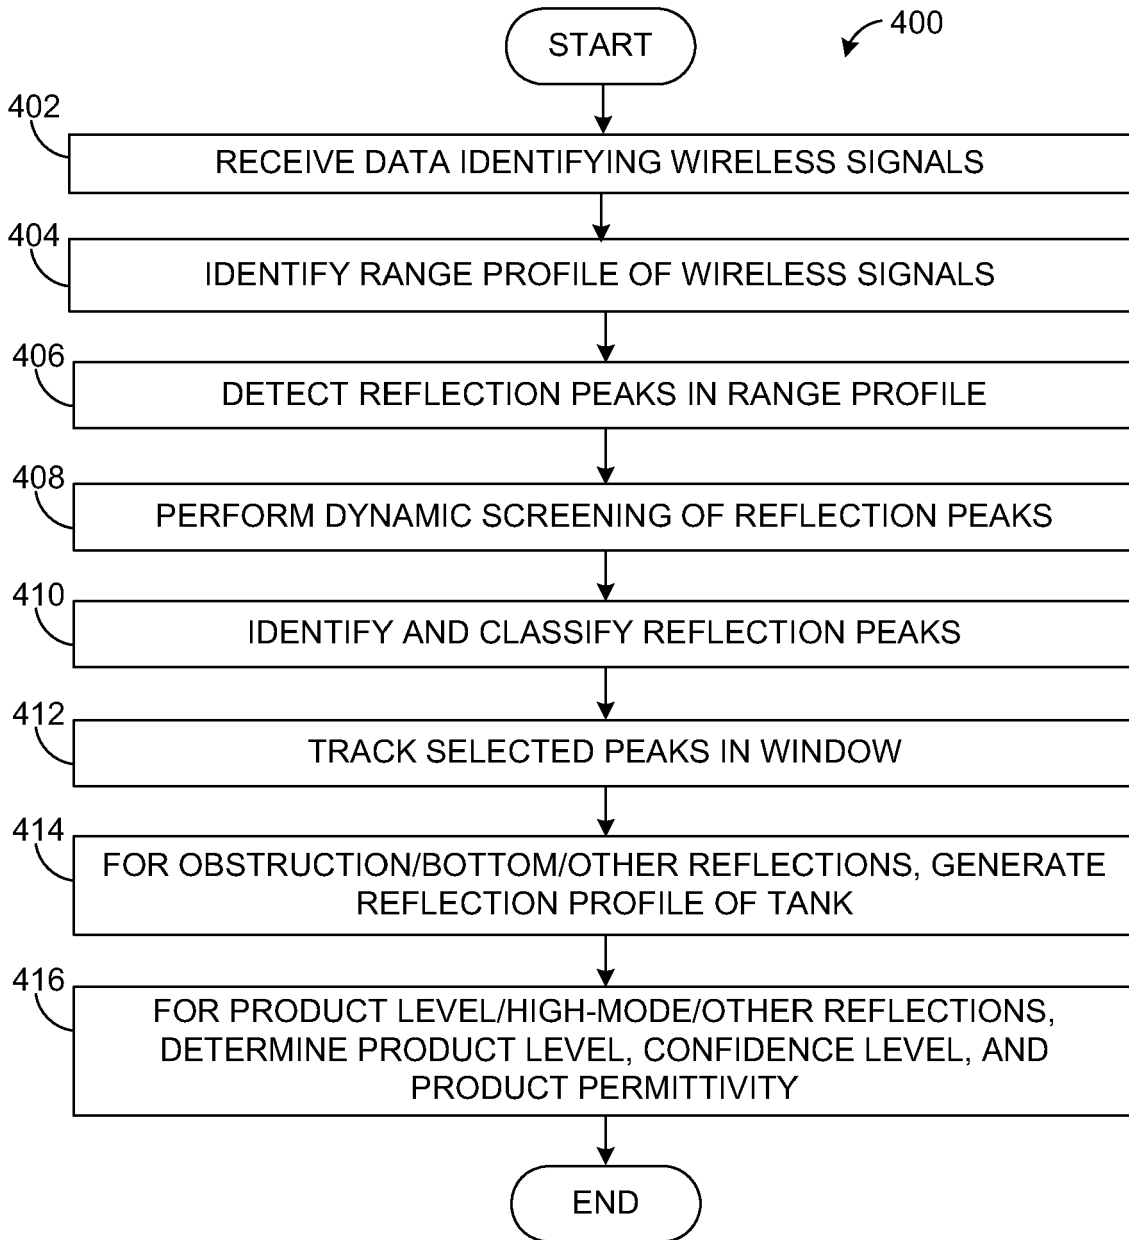 START
400
402
RECEIVE DATA IDENTIFYING WIRELESS SIGNALS
404
IDENTIFY RANGE PROFILE OF WIRELESS SIGNALS
406
DETECT REFLECTION PEAKS IN RANGE PROFILE
408
PERFORM DYNAMIC SCREENING OF REFLECTION PEAKS
410
IDENTIFY AND CLASSIFY REFLECTION PEAKS
412
TRACK SELECTED PEAKS IN WINDOW
414
FOR OBSTRUCTION/BOTTOM/OTHER REFLECTIONS, GENERATE
REFLECTION PROFILE OF TANK
416
FOR PRODUCT LEVEL/HIGH-MODE/OTHER REFLECTIONS,
DETERMINE PRODUCT LEVEL, CONFIDENCE LEVEL, AND
PRODUCT PERMITTIVITY
END